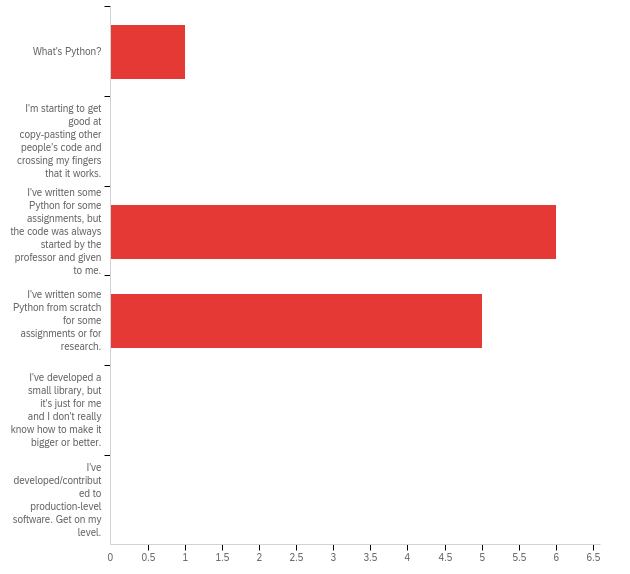 What's Python?
I'm starting to get
good at
copy-pasting other
people's code and
crossing my fingers
that it works.
I've written some
Python for some
assignments, but
the code was always
started by the
professor and given
to me.
I've written some
Python from scratch
for some
assignments or for
research.
I've developed a
small library, but
it's just for me
and I don't really
know how to make it
bigger or better.
I've
developed/contribut
ed to
production-level
software. Get on my
level.
0 0.5 1 1.5 2 2.5 3 3.5 4 4.5 5 5.5 6 6.5